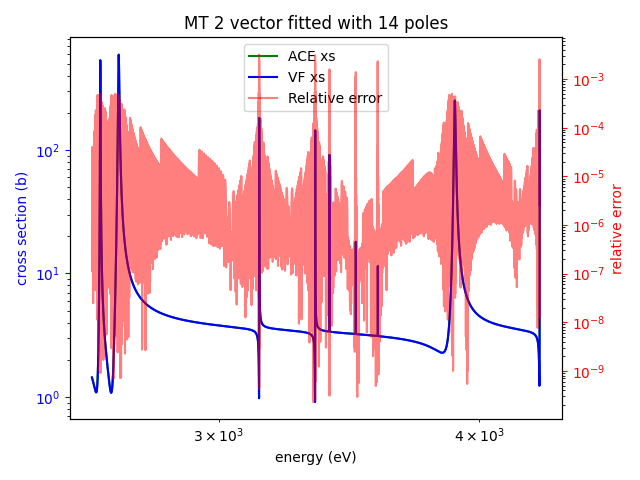 MT 2 vector fitted with 14 poles
ACE xs
VF xs
Relative error
cross section (b)
10²
10¹
10⁰
10⁻³
10⁻⁴
10⁻⁵
10⁻⁶
10⁻⁷
10⁻⁸
10⁻⁹
relative error
3 × 10³
4 × 10³
energy (eV)